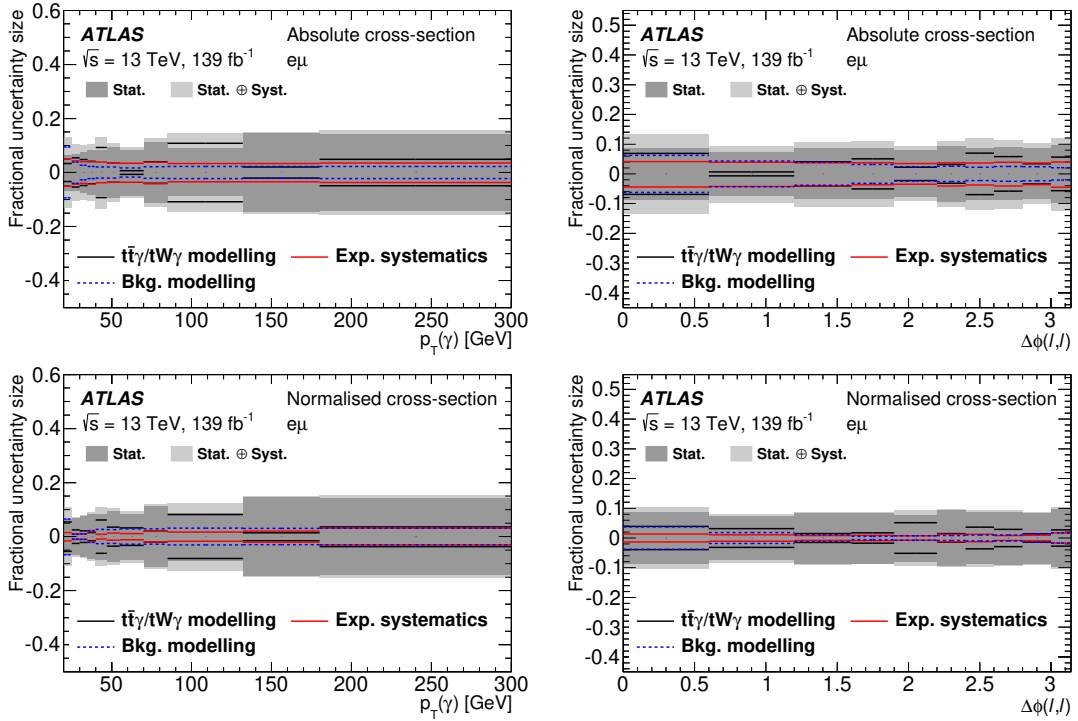 Fractional uncertainty size
0.6
0.4
0.2
0
-0.2
-0.4
ATLAS Absolute cross-section
√s = 13 TeV, 139 fb⁻¹ eμ
Stat. Stat. ⊕ Syst.
tt̄γ/tWγ modelling Exp. systematics
Bkg. modelling
50 100 150 200 250 300
p_T(γ) [GeV]
Fractional uncertainty size
0.5
0.4
0.3
0.2
0.1
0
-0.1
-0.2
-0.3
-0.4
ATLAS Absolute cross-section
√s = 13 TeV, 139 fb⁻¹ eμ
Stat. Stat. ⊕ Syst.
tt̄γ/tWγ modelling Exp. systematics
Bkg. modelling
0 0.5 1 1.5 2 2.5 3
Δϕ(l,l)
Fractional uncertainty size
0.6
0.4
0.2
0
-0.2
-0.4
ATLAS Normalised cross-section
√s = 13 TeV, 139 fb⁻¹ eμ
Stat. Stat. ⊕ Syst.
tt̄γ/tWγ modelling Exp. systematics
Bkg. modelling
50 100 150 200 250 300
p_T(γ) [GeV]
Fractional uncertainty size
0.5
0.4
0.3
0.2
0.1
0
-0.1
-0.2
-0.3
-0.4
ATLAS Normalised cross-section
√s = 13 TeV, 139 fb⁻¹ eμ
Stat. Stat. ⊕ Syst.
tt̄γ/tWγ modelling Exp. systematics
Bkg. modelling
0 0.5 1 1.5 2 2.5 3
Δϕ(l,l)